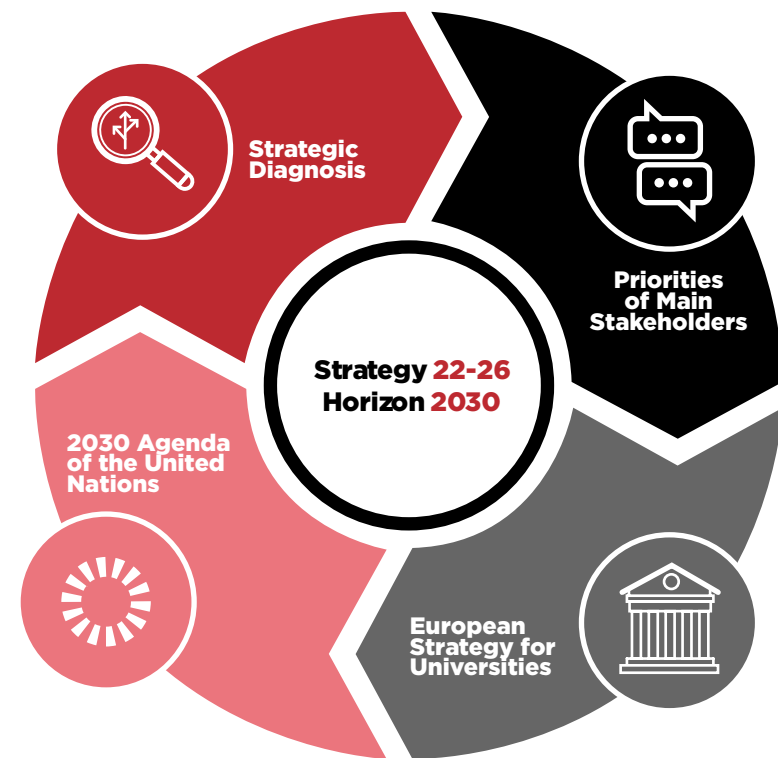 Strategic
Diagnosis
Priorities
of Main
Stakeholders
Strategy 22-26
Horizon 2030
2030 Agenda
of the United
Nations
European
Strategy for
Universities